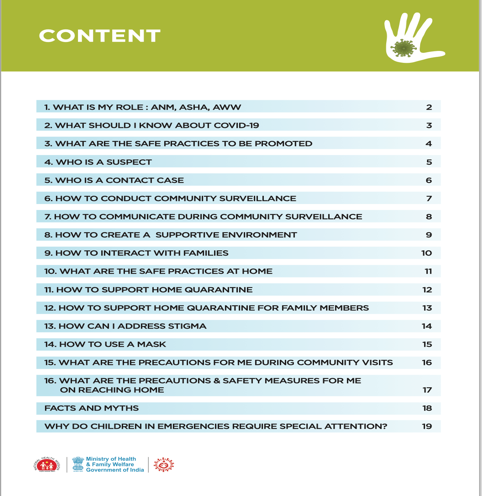 CONTENT
1. WHAT IS MY ROLE : ANM, ASHA, AWW 2
2. WHAT SHOULD I KNOW ABOUT COVID-19 3
3. WHAT ARE THE SAFE PRACTICES TO BE PROMOTED 4
4. WHO IS A SUSPECT 5
5. WHO IS A CONTACT CASE 6
6. HOW TO CONDUCT COMMUNITY SURVEILLANCE 7
7. HOW TO COMMUNICATE DURING COMMUNITY SURVEILLANCE 8
8. HOW TO CREATE A SUPPORTIVE ENVIRONMENT 9
9. HOW TO INTERACT WITH FAMILIES 10
10. WHAT ARE THE SAFE PRACTICES AT HOME 11
11. HOW TO SUPPORT HOME QUARANTINE 12
12. HOW TO SUPPORT HOME QUARANTINE FOR FAMILY MEMBERS 13
13. HOW CAN I ADDRESS STIGMA 14
14. HOW TO USE A MASK 15
15. WHAT ARE THE PRECAUTIONS FOR ME DURING COMMUNITY VISITS 16
16. WHAT ARE THE PRECAUTIONS & SAFETY MEASURES FOR ME
ON REACHING HOME 17
FACTS AND MYTHS 18
WHY DO CHILDREN IN EMERGENCIES REQUIRE SPECIAL ATTENTION? 19
Ministry of Health
& Family Welfare
Government of India